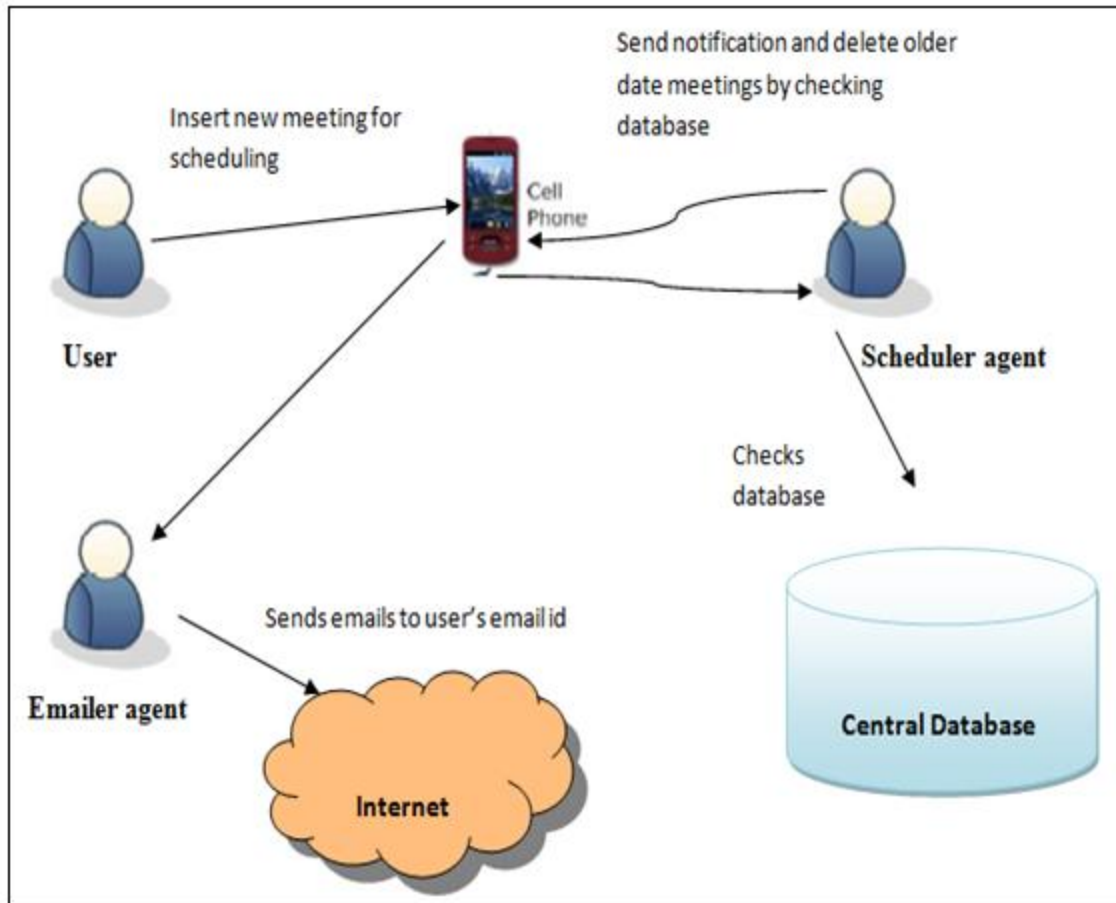 Send notification and delete older
date meetings by checking
database
Insert new meeting for
scheduling
Cell
Phone
User
Scheduler agent
Checks
database
Sends emails to user's email id
Emailer agent
Central Database
Internet